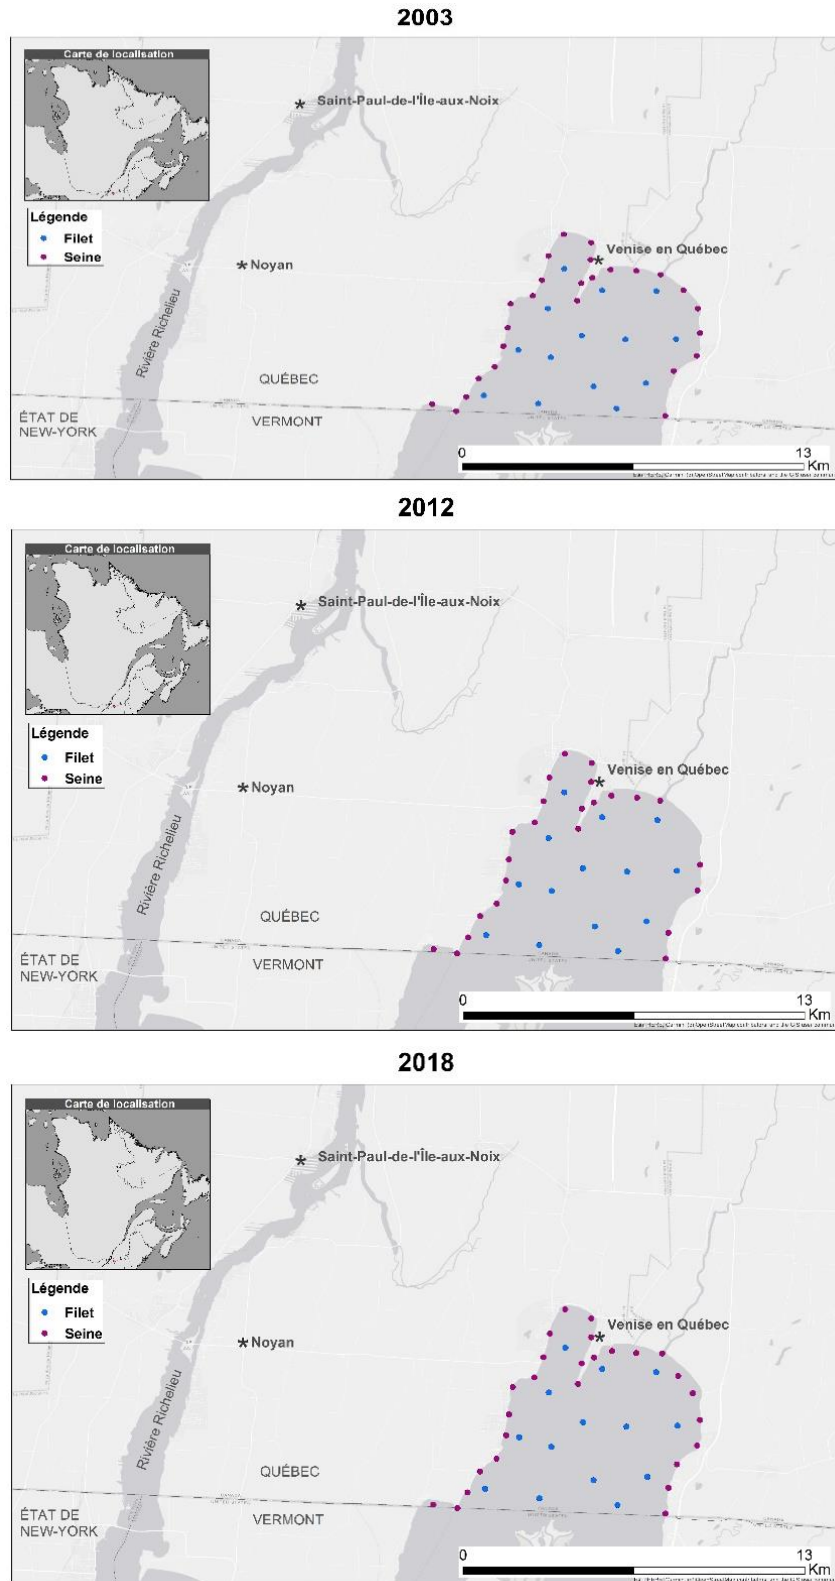 2003
Carte de localisation
Saint-Paul-de-l'Île-aux-Noix
Légende
Filet
Seine
Venise en Québec
Noyan
Rivière Richelieu
QUÉBEC
ÉTAT DE
NEW-YORK
VERMONT
0 13
Km
2012
Carte de localisation
Saint-Paul-de-l'Île-aux-Noix
Légende
Filet
Seine
Venise en Québec
Noyan
Rivière Richelieu
QUÉBEC
ÉTAT DE
NEW-YORK
VERMONT
0 13
Km
2018
Carte de localisation
Saint-Paul-de-l'Île-aux-Noix
Légende
Filet
Seine
Venise en Québec
Noyan
Rivière Richelieu
QUÉBEC
ÉTAT DE
NEW-YORK
VERMONT
0 13
Km